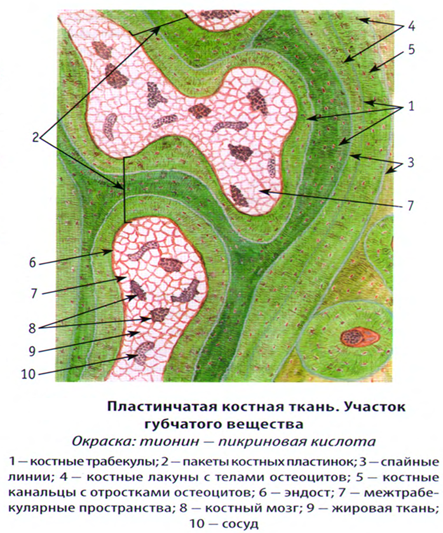 4
5
1
2
3
7
6
7
8
9
10
Пластинчатая костная ткань. Участок
губчатого вещества
Окраска: тионин – пикриновая кислота
1 – костные трабекулы; 2 – пакеты костных пластинок; 3 – спайные
линии; 4 – костные лакуны с телами остеоцитов; 5 – костные
канальцы с отростками остеоцитов; 6 – эндост; 7 – межтрабе-
кулярные пространства; 8 – костный мозг; 9 – жировая ткань;
10 – сосуд